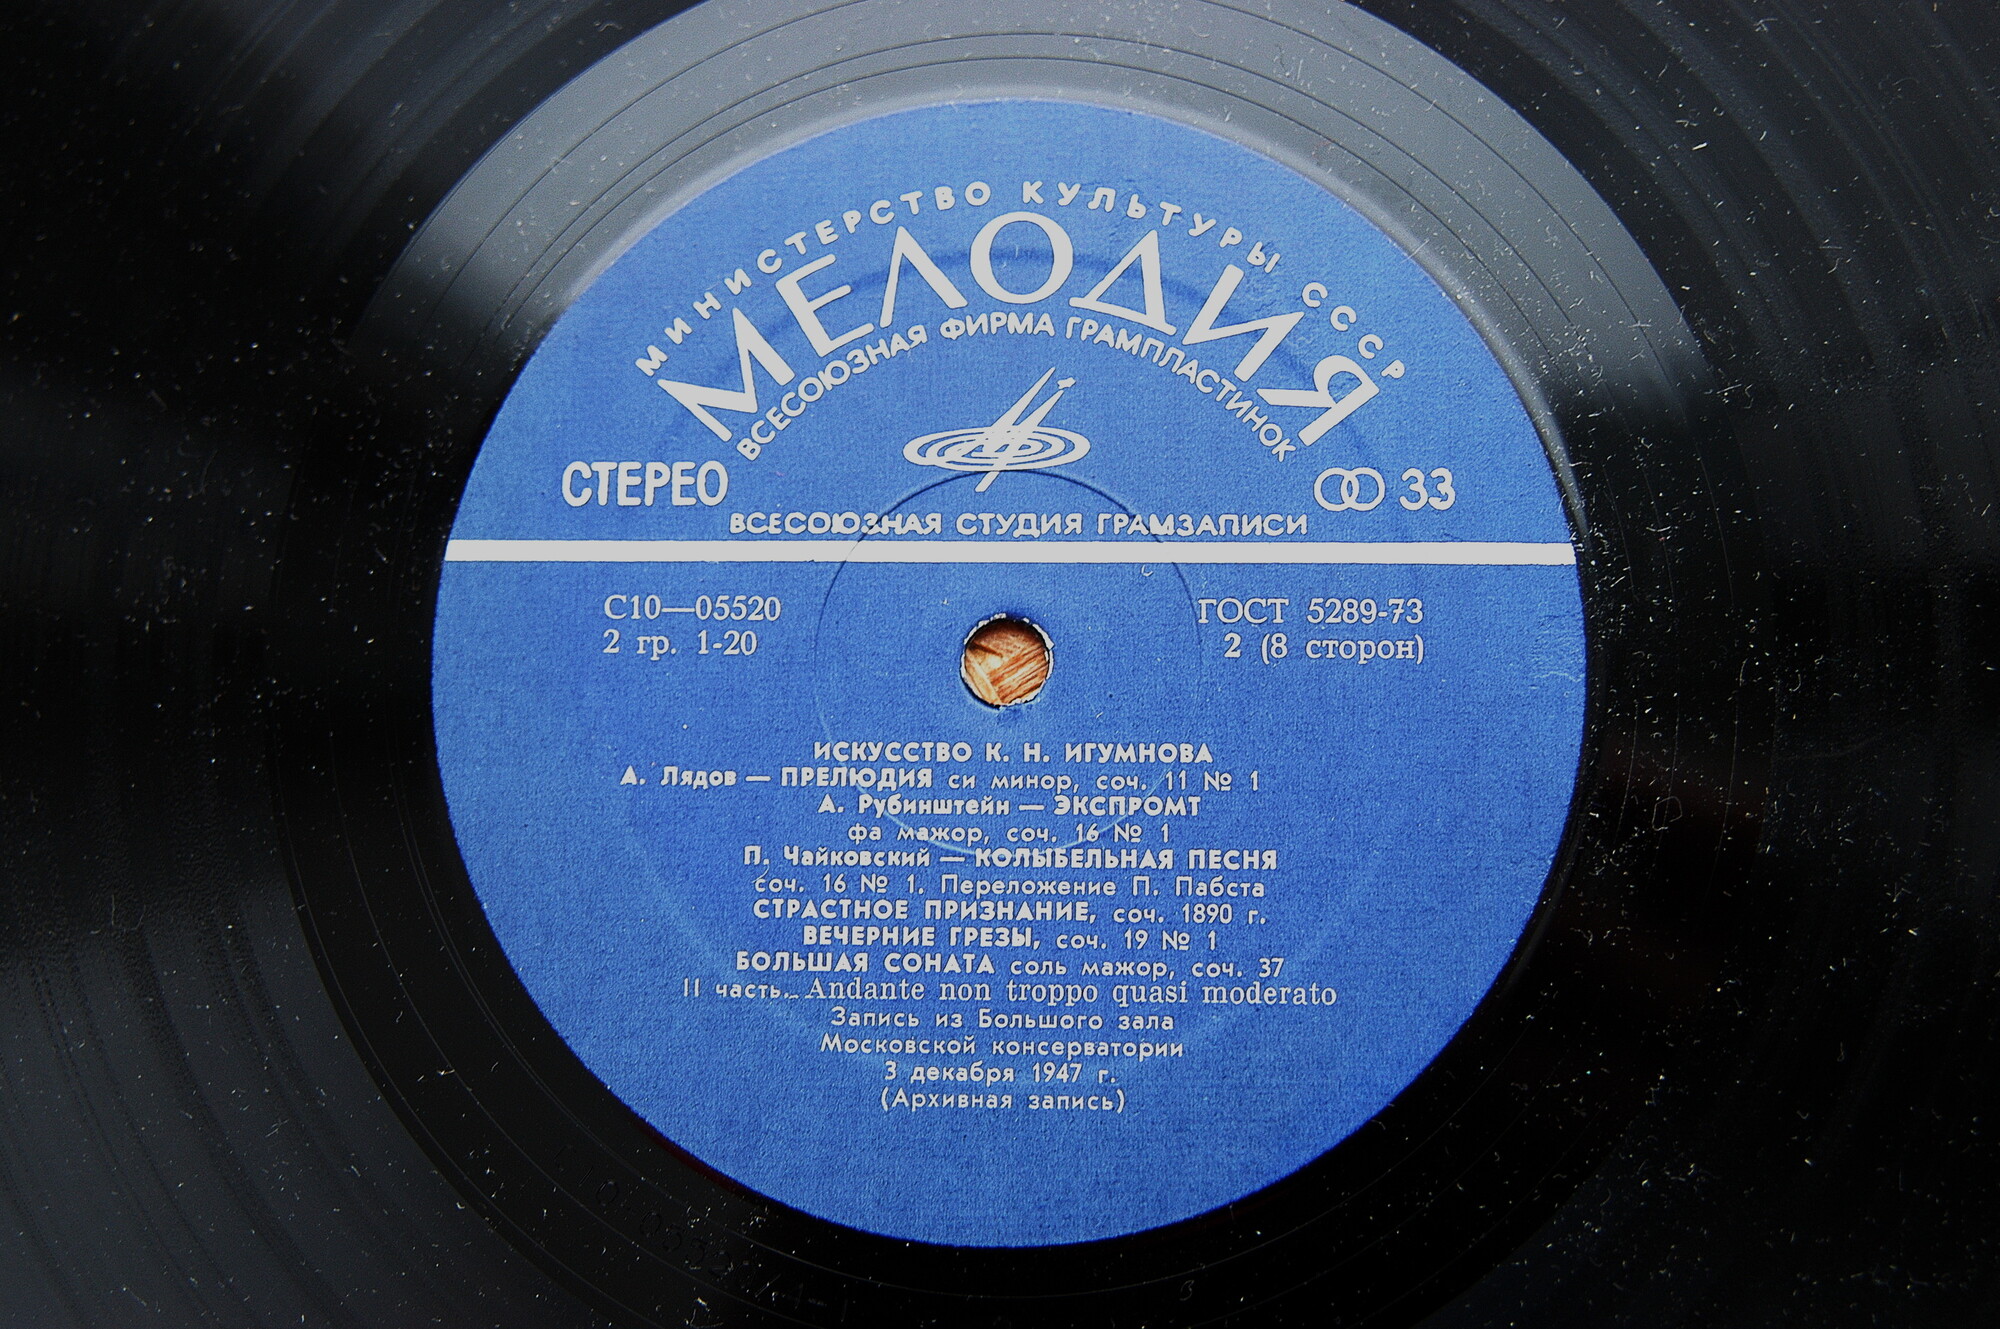 МИНИСТЕРСТВО КУЛЬТУРЫ СССР
МЕЛОДИЯ
ВСЕСОЮЗНАЯ ФИРМА ГРАМПЛАСТИНОК
СТЕРЕО
33
ВСЕСОЮЗНАЯ СТУДИЯ ГРАМЗАПИСИ
С10—05520
ГОСТ 5289-73
2 гр. 1-20
2 (8 сторон)
ИСКУССТВО К. Н. ИГУМНОВА
А. Лядов — ПРЕЛЮДИЯ си минор, соч. 11 № 1
А. Рубинштейн — ЭКСПРОМТ
фа мажор, соч. 16 № 1
П. Чайковский — КОЛЫБЕЛЬНАЯ ПЕСНЯ
соч. 16 № 1. Переложение П. Пабста
СТРАСТНОЕ ПРИЗНАНИЕ, соч. 1890 г.
ВЕЧЕРНИЕ ГРЕЗЫ, соч. 19 № 1
БОЛЬШАЯ СОНАТА соль мажор, соч. 37
II часть. Andante non troppo quasi moderato
Запись из Большого зала
Московской консерватории
3 декабря 1947 г.
(Архивная запись)